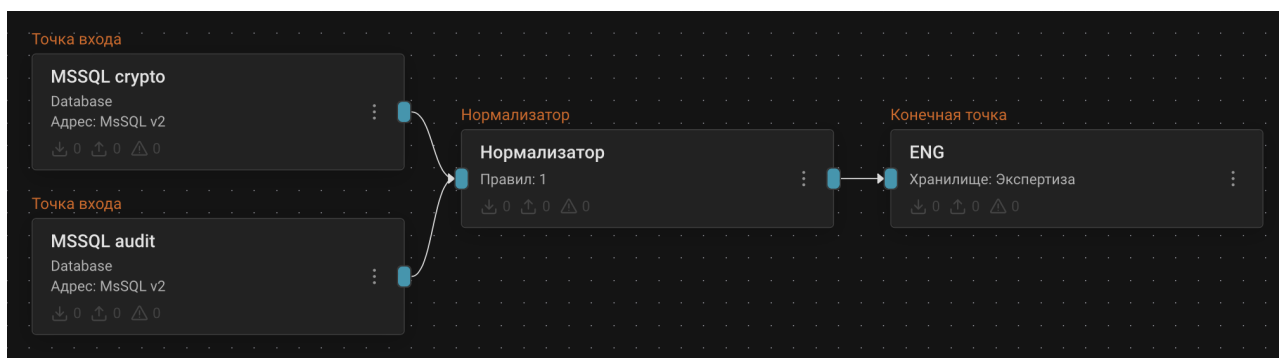 Точка входа
MSSQL crypto
Database
Адрес: MsSQL v2
0 0 0
Точка входа
MSSQL audit
Database
Адрес: MsSQL v2
0 0 0
Нормализатор
Нормализатор
Правил: 1
0 0 0
Конечная точка
ENG
Хранилище: Экспертиза
0 0 0